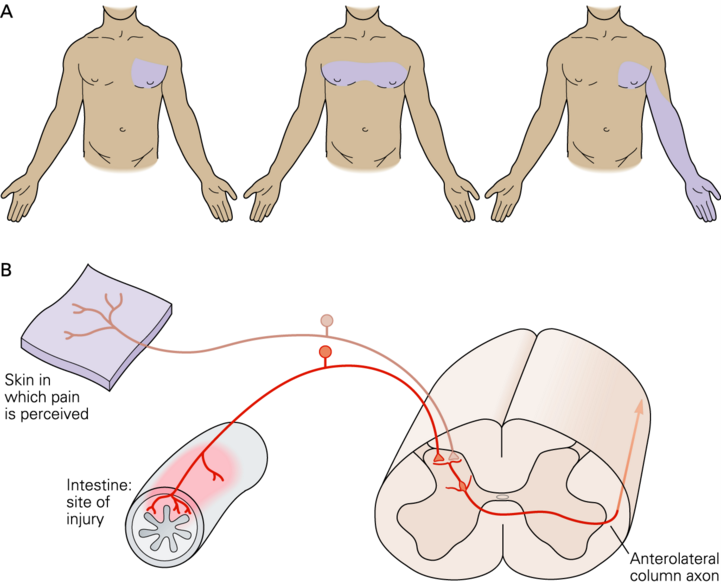 A
B
Skin in
which pain
is perceived
Intestine:
site of
injury
Anterolateral
column axon